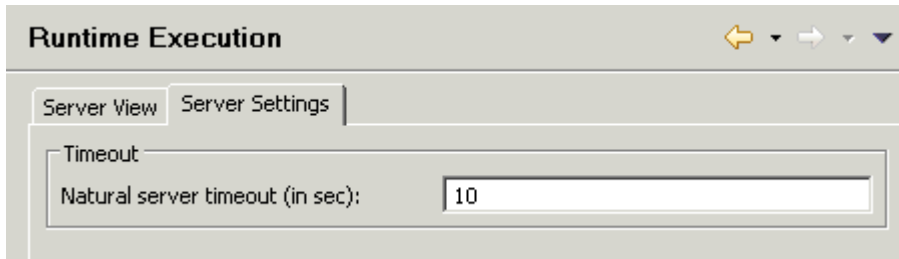 Runtime Execution
Server View Server Settings
Timeout
Natural server timeout (in sec): 10